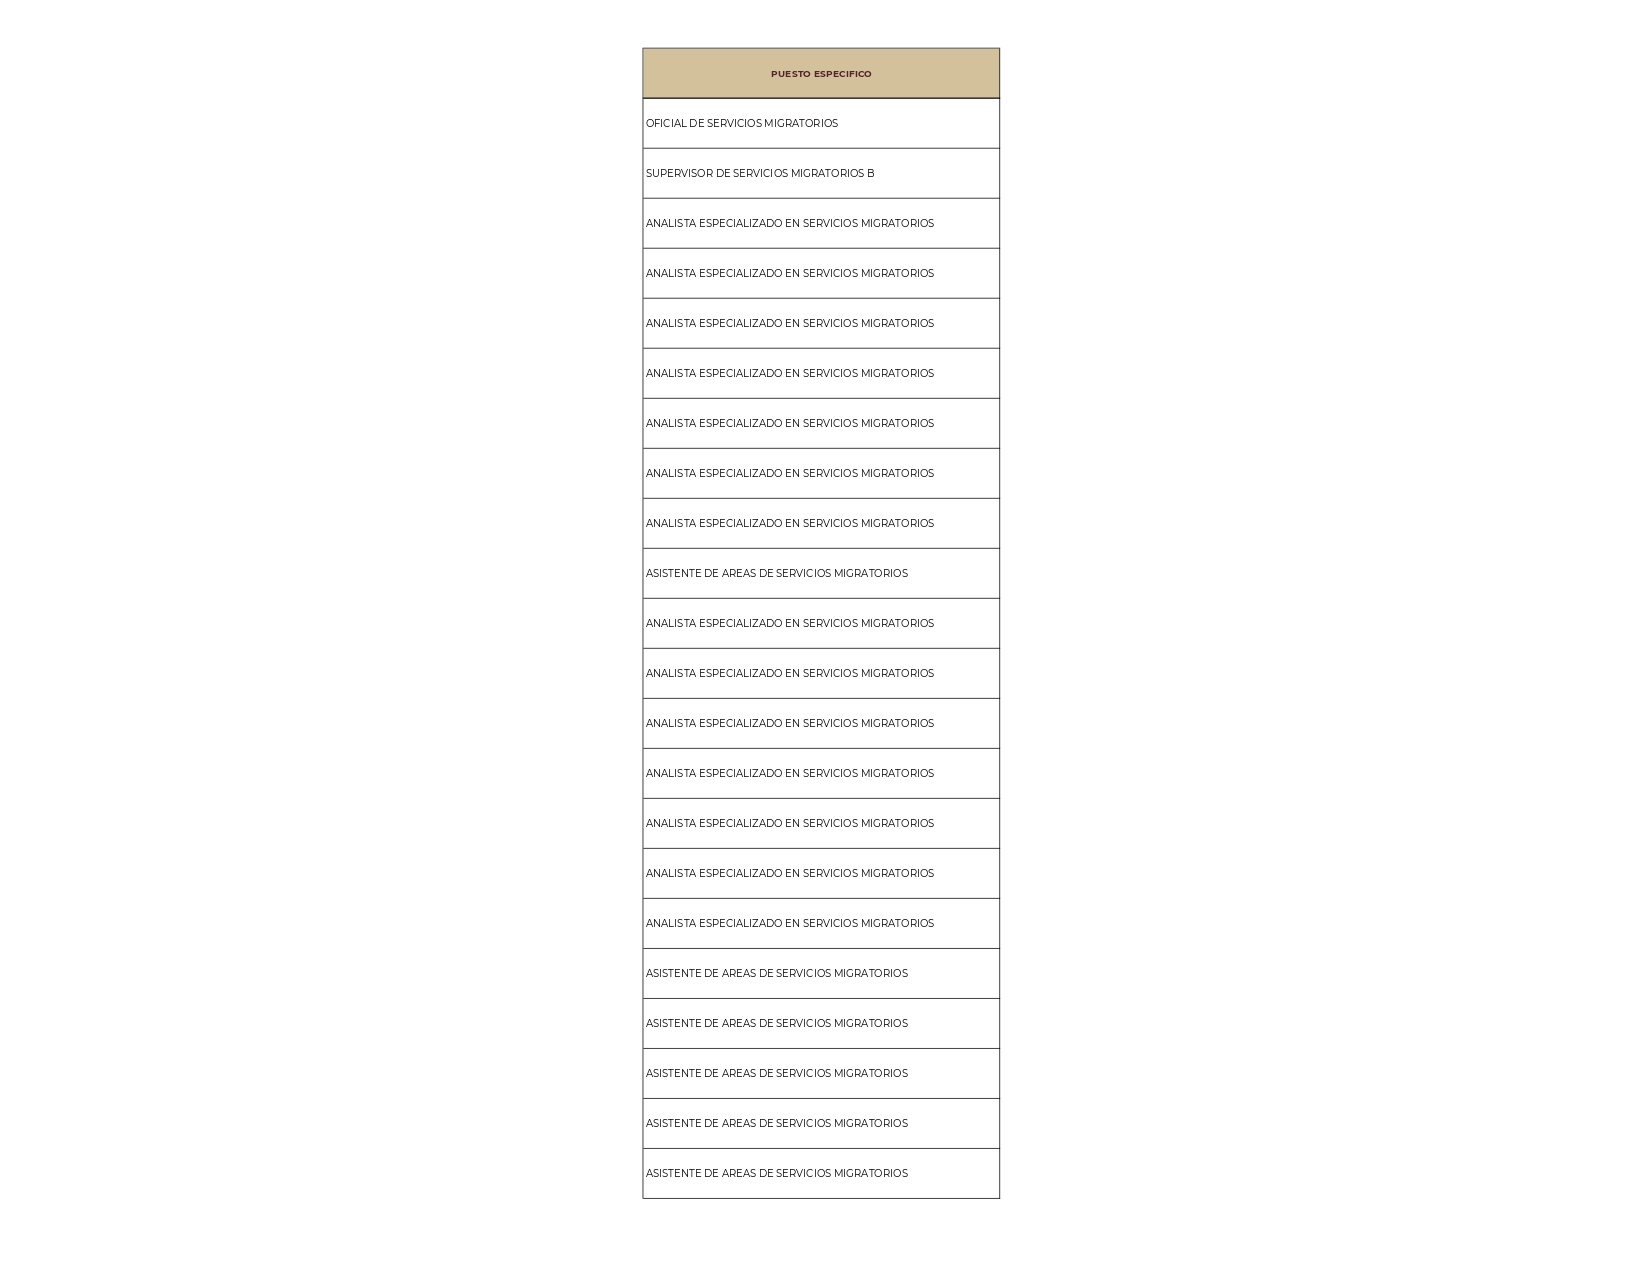 PUESTO ESPECIFICO
OFICIAL DE SERVICIOS MIGRATORIOS
SUPERVISOR DE SERVICIOS MIGRATORIOS B
ANALISTA ESPECIALIZADO EN SERVICIOS MIGRATORIOS
ANALISTA ESPECIALIZADO EN SERVICIOS MIGRATORIOS
ANALISTA ESPECIALIZADO EN SERVICIOS MIGRATORIOS
ANALISTA ESPECIALIZADO EN SERVICIOS MIGRATORIOS
ANALISTA ESPECIALIZADO EN SERVICIOS MIGRATORIOS
ANALISTA ESPECIALIZADO EN SERVICIOS MIGRATORIOS
ANALISTA ESPECIALIZADO EN SERVICIOS MIGRATORIOS
ASISTENTE DE AREAS DE SERVICIOS MIGRATORIOS
ANALISTA ESPECIALIZADO EN SERVICIOS MIGRATORIOS
ANALISTA ESPECIALIZADO EN SERVICIOS MIGRATORIOS
ANALISTA ESPECIALIZADO EN SERVICIOS MIGRATORIOS
ANALISTA ESPECIALIZADO EN SERVICIOS MIGRATORIOS
ANALISTA ESPECIALIZADO EN SERVICIOS MIGRATORIOS
ANALISTA ESPECIALIZADO EN SERVICIOS MIGRATORIOS
ANALISTA ESPECIALIZADO EN SERVICIOS MIGRATORIOS
ASISTENTE DE AREAS DE SERVICIOS MIGRATORIOS
ASISTENTE DE AREAS DE SERVICIOS MIGRATORIOS
ASISTENTE DE AREAS DE SERVICIOS MIGRATORIOS
ASISTENTE DE AREAS DE SERVICIOS MIGRATORIOS
ASISTENTE DE AREAS DE SERVICIOS MIGRATORIOS